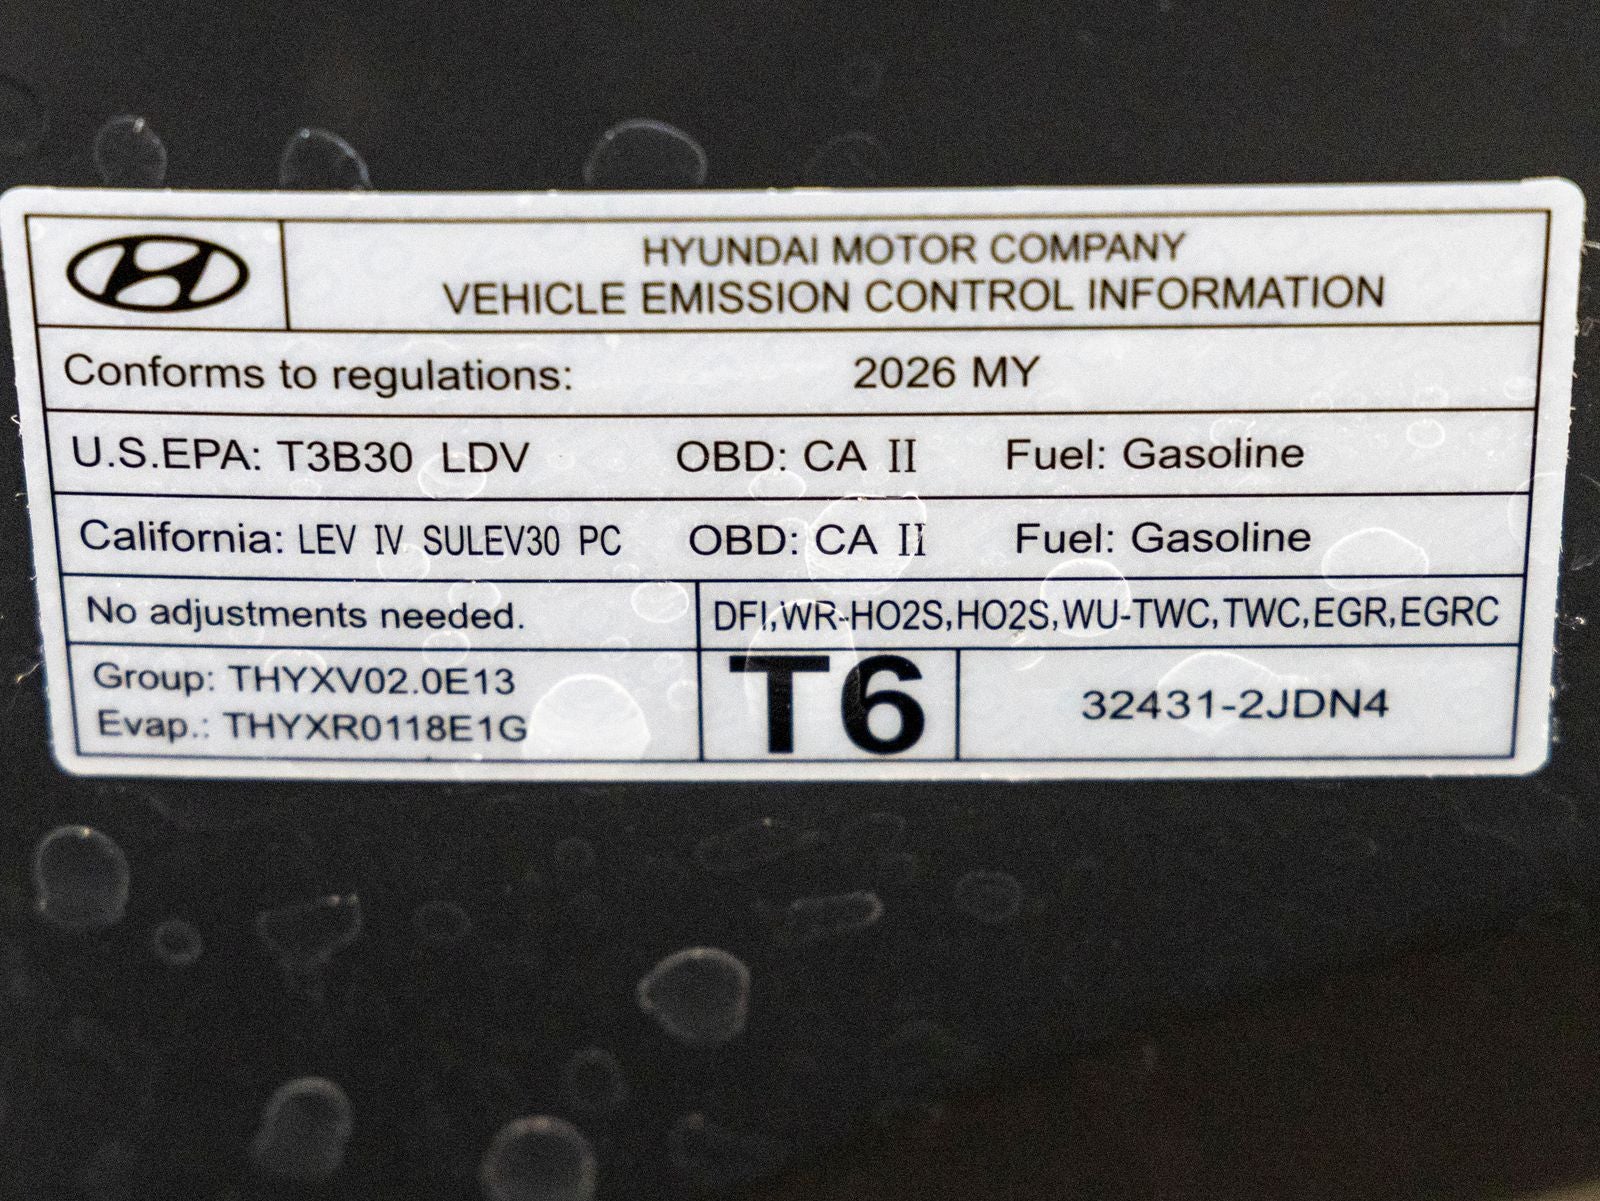 HYUNDAI MOTOR COMPANY
VEHICLE EMISSION CONTROL INFORMATION
Conforms to regulations: 2026 MY
U.S.EPA: T3B30 LDV OBD: CA II Fuel: Gasoline
California: LEV IV SULEV30 PC OBD: CA II Fuel: Gasoline
No adjustments needed. DFI,WR-HO2S,HO2S,WU-TWC,TWC,EGR,EGRC
Group: THYXV02.0E13
Evap.: THYXR0118E1G
T6
32431-2JDN4